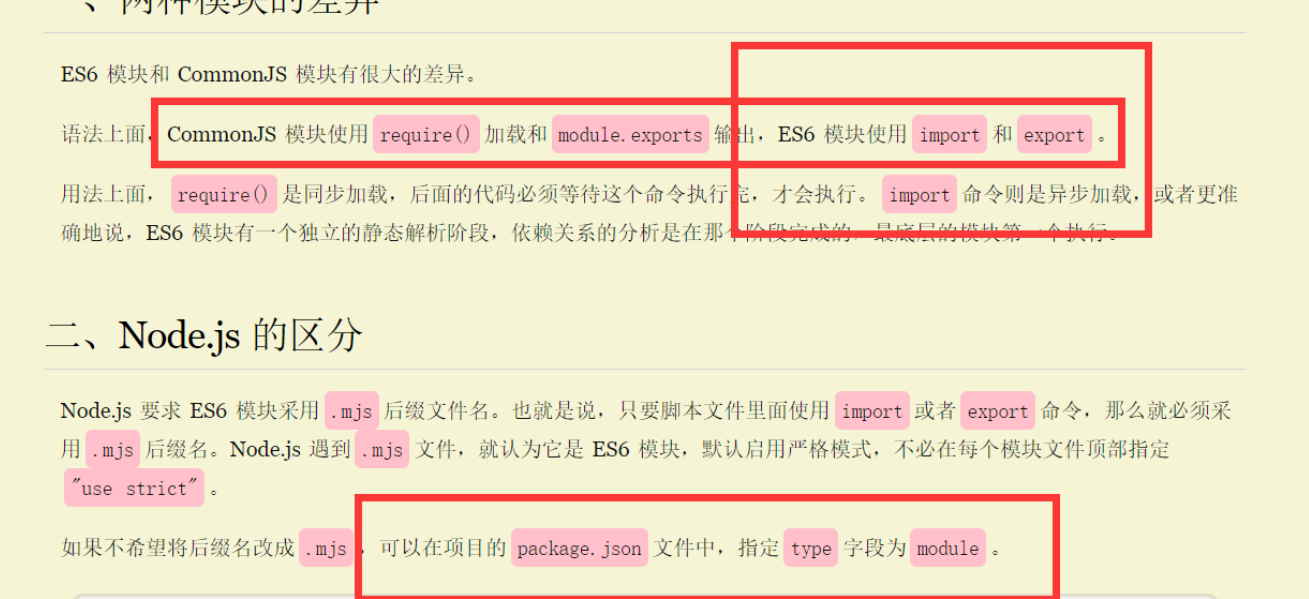 一、两种模块的差异
ES6 模块和 CommonJS 模块有很大的差异。
语法上面，CommonJS 模块使用 require() 加载和 module.exports 输出，ES6 模块使用 import 和 export 。
用法上面， require() 是同步加载，后面的代码必须等待这个命令执行完，才会执行。 import 命令则是异步加载，或者更准
确地说，ES6 模块有一个独立的静态解析阶段，依赖关系的分析是在那个阶段完成的，最底层的模块第一个执行。
二、Node.js 的区分
Node.js 要求 ES6 模块采用 .mjs 后缀文件名。也就是说，只要脚本文件里面使用 import 或者 export 命令，那么就必须采
用 .mjs 后缀名。Node.js 遇到 .mjs 文件，就认为它是 ES6 模块，默认启用严格模式，不必在每个模块文件顶部指定
"use strict" 。
如果不希望将后缀名改成 .mjs ，可以在项目的 package.json 文件中，指定 type 字段为 module 。